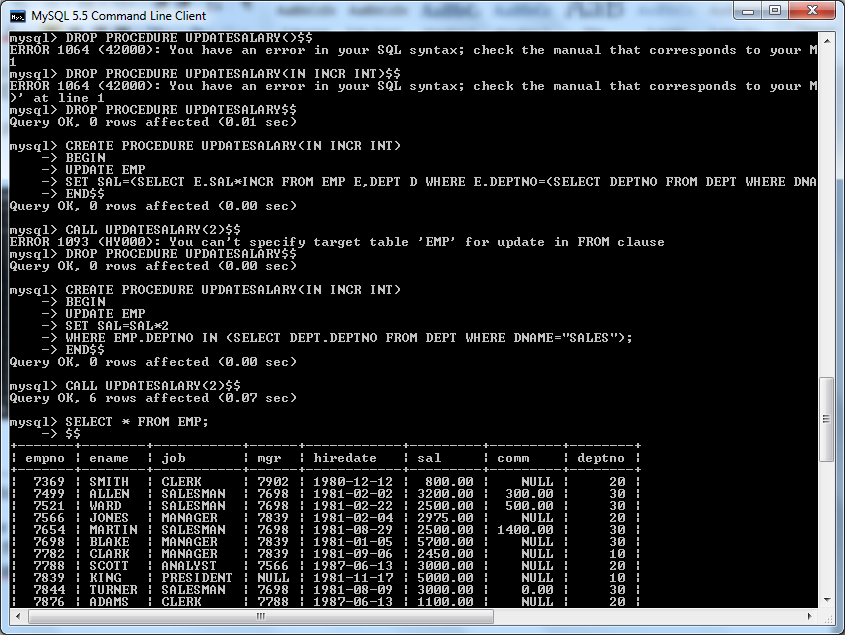 MySQL 5.5 Command Line Client
mysql> DROP PROCEDURE UPDATESALARY()$$
ERROR 1064 (42000): You have an error in your SQL syntax; check the manual that corresponds to your M
1
mysql> DROP PROCEDURE UPDATESALARY(IN INCR INT)$$
ERROR 1064 (42000): You have an error in your SQL syntax; check the manual that corresponds to your M
)' at line 1
mysql> DROP PROCEDURE UPDATESALARY$$
Query OK, 0 rows affected (0.01 sec)
mysql> CREATE PROCEDURE UPDATESALARY(IN INCR INT)
-> BEGIN
-> UPDATE EMP
-> SET SAL=(SELECT E.SAL*INCR FROM EMP E,DEPT D WHERE E.DEPTNO=(SELECT DEPTNO FROM DEPT WHERE DNA
-> END$$
Query OK, 0 rows affected (0.00 sec)
mysql> CALL UPDATESALARY(2)$$
ERROR 1093 (HY000): You can't specify target table 'EMP' for update in FROM clause
mysql> DROP PROCEDURE UPDATESALARY$$
Query OK, 0 rows affected (0.00 sec)
mysql> CREATE PROCEDURE UPDATESALARY(IN INCR INT)
-> BEGIN
-> UPDATE EMP
-> SET SAL=SAL*2
-> WHERE EMP.DEPTNO IN (SELECT DEPT.DEPTNO FROM DEPT WHERE DNAME="SALES");
-> END$$
Query OK, 0 rows affected (0.00 sec)
mysql> CALL UPDATESALARY(2)$$
Query OK, 6 rows affected (0.07 sec)
mysql> SELECT * FROM EMP;
-> $$
+-------+--------+-----------+------+------------+---------+---------+--------+
| empno | ename | job | mgr | hiredate | sal | comm | deptno |
+-------+--------+-----------+------+------------+---------+---------+--------+
| 7369 | SMITH | CLERK | 7902 | 1980-12-12 | 800.00 | NULL | 20 |
| 7499 | ALLEN | SALESMAN | 7698 | 1981-02-02 | 3200.00 | 300.00 | 30 |
| 7521 | WARD | SALESMAN | 7698 | 1981-02-22 | 2500.00 | 500.00 | 30 |
| 7566 | JONES | MANAGER | 7839 | 1981-02-04 | 2975.00 | NULL | 20 |
| 7654 | MARTIN | SALESMAN | 7698 | 1981-08-29 | 2500.00 | 1400.00 | 30 |
| 7698 | BLAKE | MANAGER | 7839 | 1981-01-05 | 5700.00 | NULL | 30 |
| 7782 | CLARK | MANAGER | 7839 | 1981-09-06 | 2450.00 | NULL | 10 |
| 7788 | SCOTT | ANALYST | 7566 | 1987-06-13 | 3000.00 | NULL | 20 |
| 7839 | KING | PRESIDENT | NULL | 1981-11-17 | 5000.00 | NULL | 10 |
| 7844 | TURNER | SALESMAN | 7698 | 1981-08-09 | 3000.00 | 0.00 | 30 |
| 7876 | ADAMS | CLERK | 7788 | 1987-06-13 | 1100.00 | NULL | 20 |